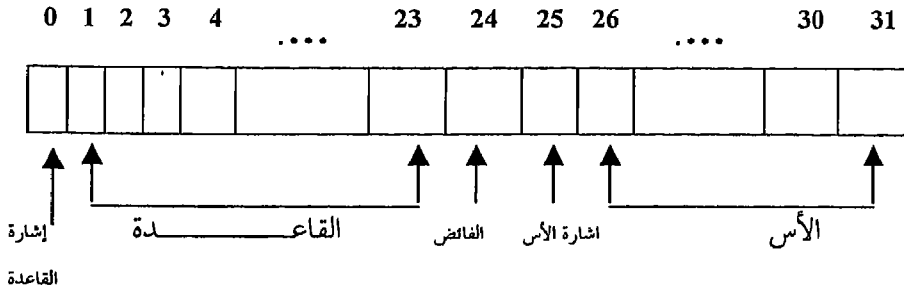 0 1 2 3 4 .•••• 23 24 25 26 .•••• 30 31
إشارة القاعـــــــــدة الفائض اشارة الأس الأس
القاعدة